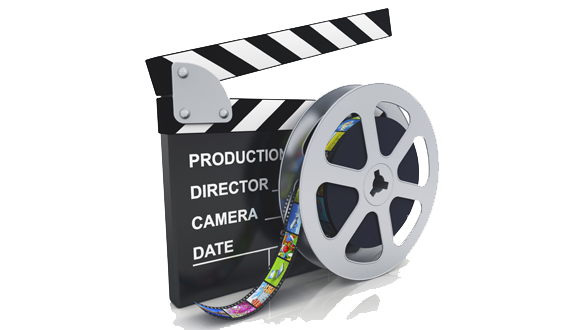 PRODUCTION
DIRECTOR
CAMERA
DATE